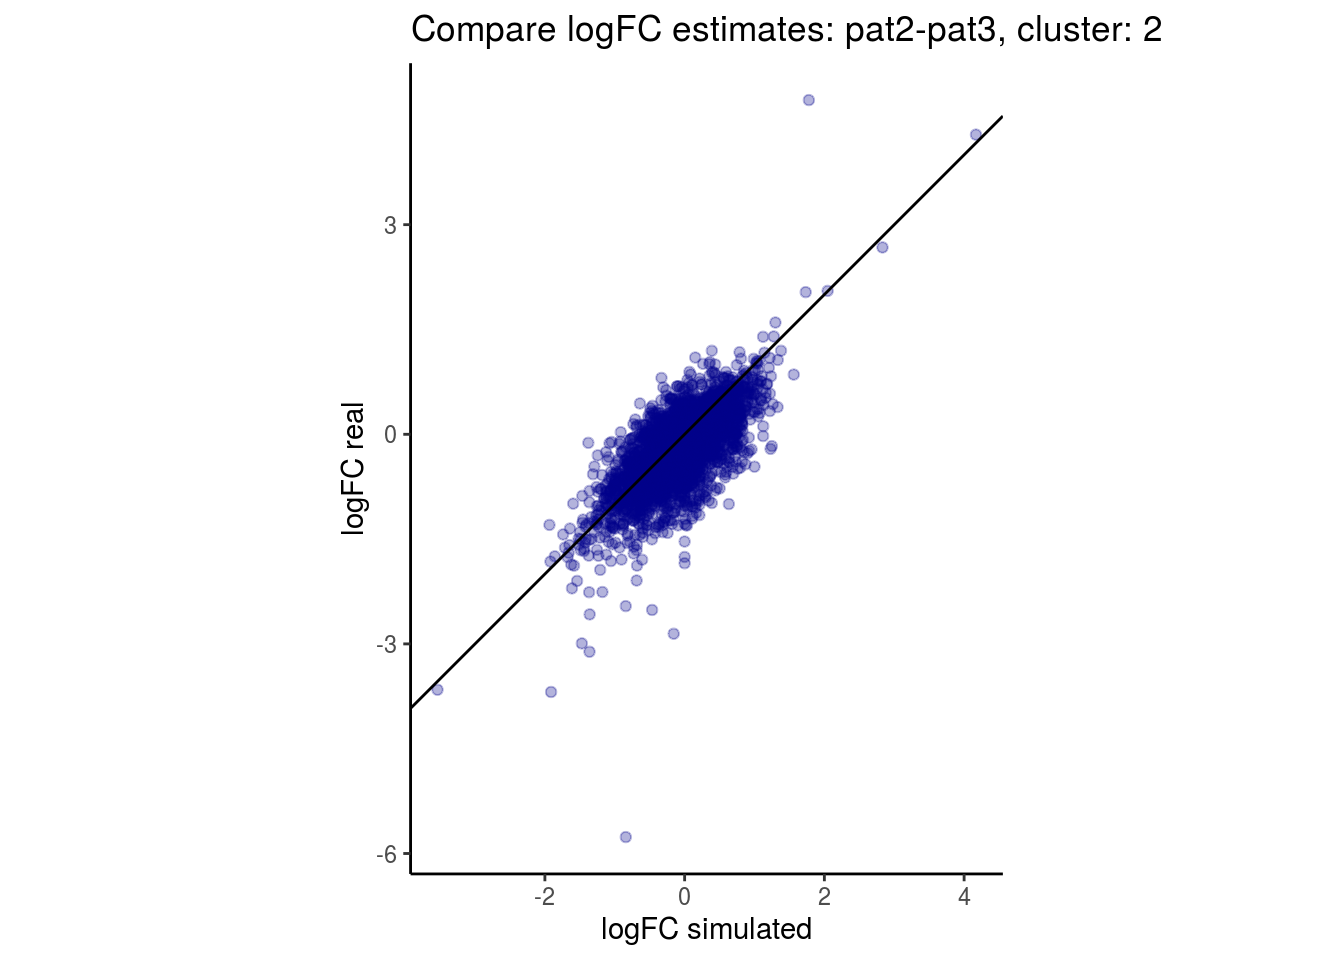 Compare logFC estimates: pat2-pat3, cluster: 2
3
0
-3
-6
logFC real
-2
0
2
4
logFC simulated